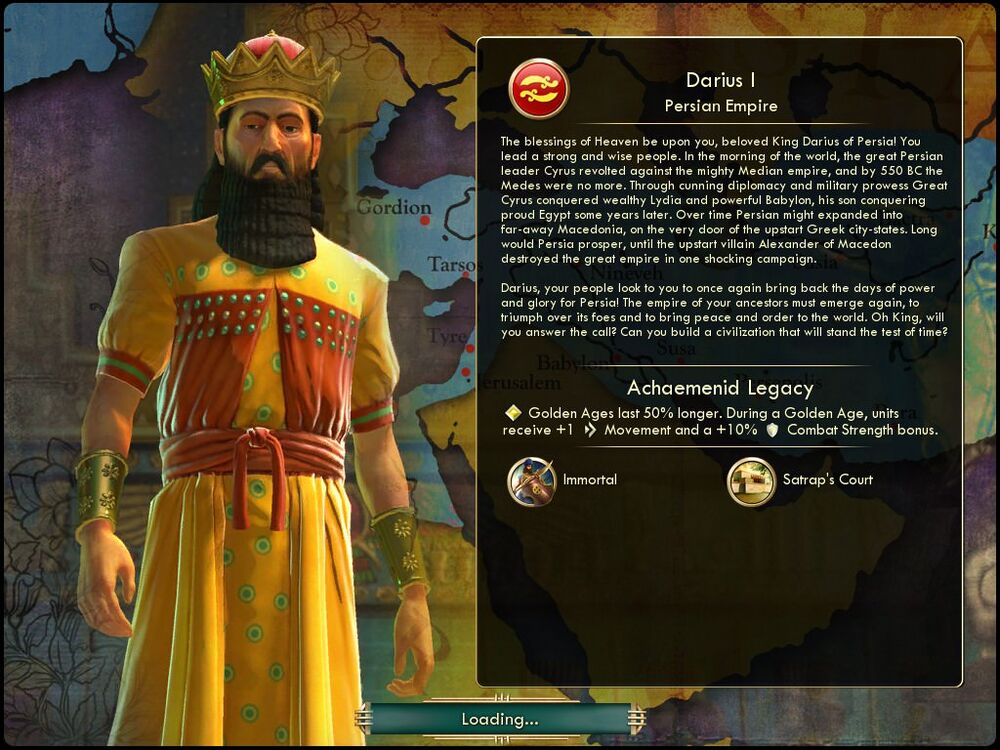 Darius I
Persian Empire
The blessings of Heaven be upon you, beloved King Darius of Persia! You
lead a strong and wise people. In the morning of the world, the great Persian
leader Cyrus revolted against the mighty Median empire, and by 550 BC the
Medes were no more. Through cunning diplomacy and military prowess Great
Cyrus conquered wealthy Lydia and powerful Babylon, his son conquering
proud Egypt some years later. Over time Persian might expanded into
far-away Macedonia, on the very door of the upstart Greek city-states. Long
would Persia prosper, until the upstart villain Alexander of Macedon
destroyed the great empire in one shocking campaign.
Darius, your people look to you to once again bring back the days of power
and glory for Persia! The empire of your ancestors must emerge again, to
triumph over its foes and to bring peace and order to the world. Oh King, will
you answer the call? Can you build a civilization that will stand the test of time?
Achaemenid Legacy
Golden Ages last 50% longer. During a Golden Age, units
receive +1 Movement and a +10% Combat Strength bonus.
Immortal
Satrap's Court
Gordion
Tarsos
Nineveh
Tyre
Babylon
Susa
Jerusalem
Loading...